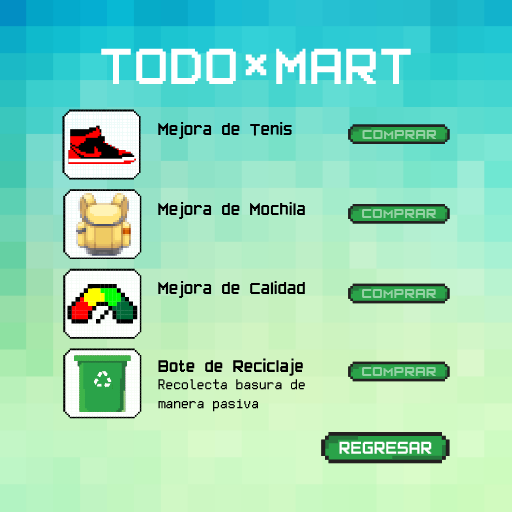 TODO×MART
Mejora de Tenis
COMPRAR
Mejora de Mochila
COMPRAR
Mejora de Calidad
COMPRAR
Bote de Reciclaje
COMPRAR
Recolecta basura de
manera pasiva
REGRESAR